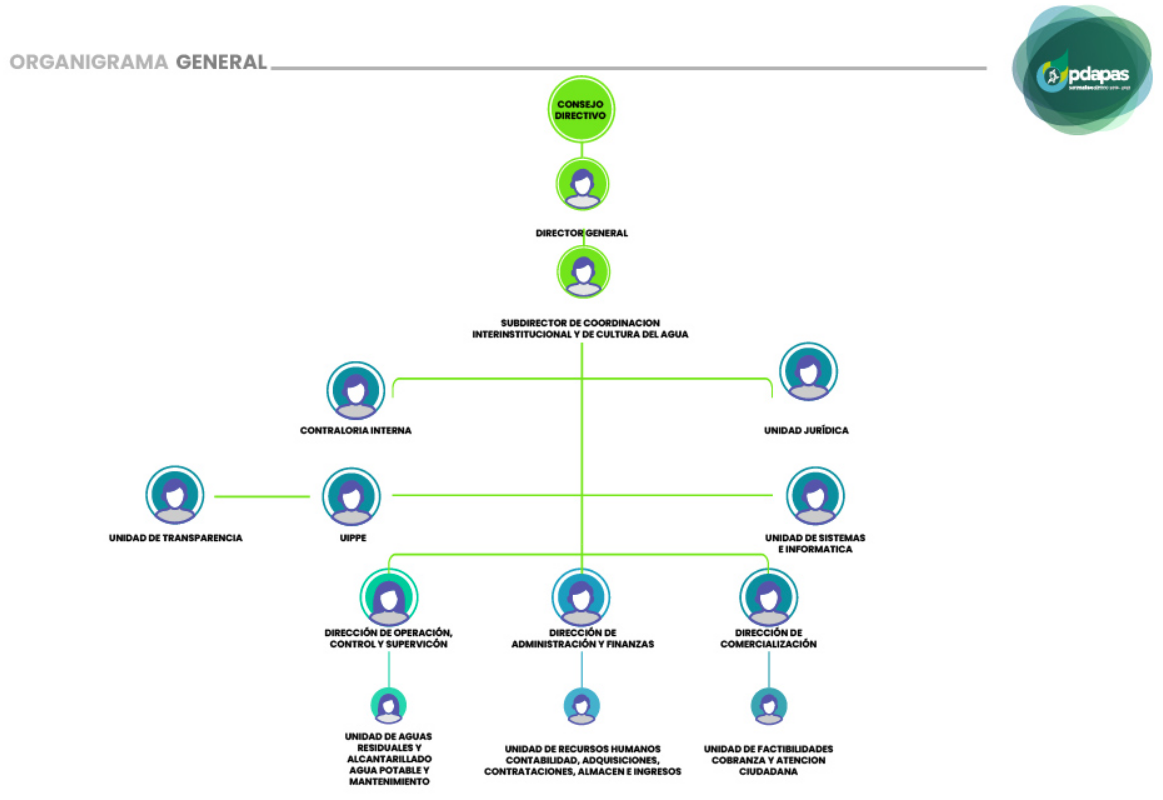 ORGANIGRAMA GENERAL
opdapas
CONSEJO
DIRECTIVO
DIRECTOR GENERAL
SUBDIRECTOR DE COORDINACION
INTERINSTITUCIONAL Y DE CULTURA DEL AGUA
CONTRALORIA INTERNA
UNIDAD JURÍDICA
UNIDAD DE TRANSPARENCIA
UIPPE
UNIDAD DE SISTEMAS
E INFORMATICA
DIRECCIÓN DE OPERACIÓN,
CONTROL Y SUPERVICÓN
DIRECCIÓN DE
ADMINISTRACIÓN Y FINANZAS
DIRECCIÓN DE
COMERCIALIZACIÓN
UNIDAD DE AGUAS
RESIDUALES Y
ALCANTARILLADO
AGUA POTABLE Y
MANTENIMIENTO
UNIDAD DE RECURSOS HUMANOS
CONTABILIDAD, ADQUISICIONES,
CONTRATACIONES, ALMACEN E INGRESOS
UNIDAD DE FACTIBILIDADES
COBRANZA Y ATENCION
CIUDADANA